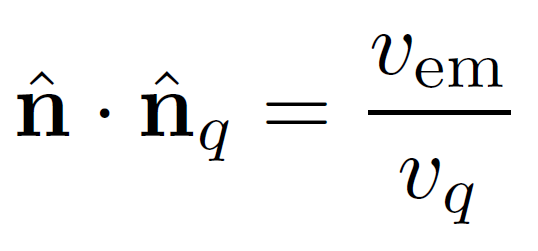 n̂ · n̂_q = v_em / v_q